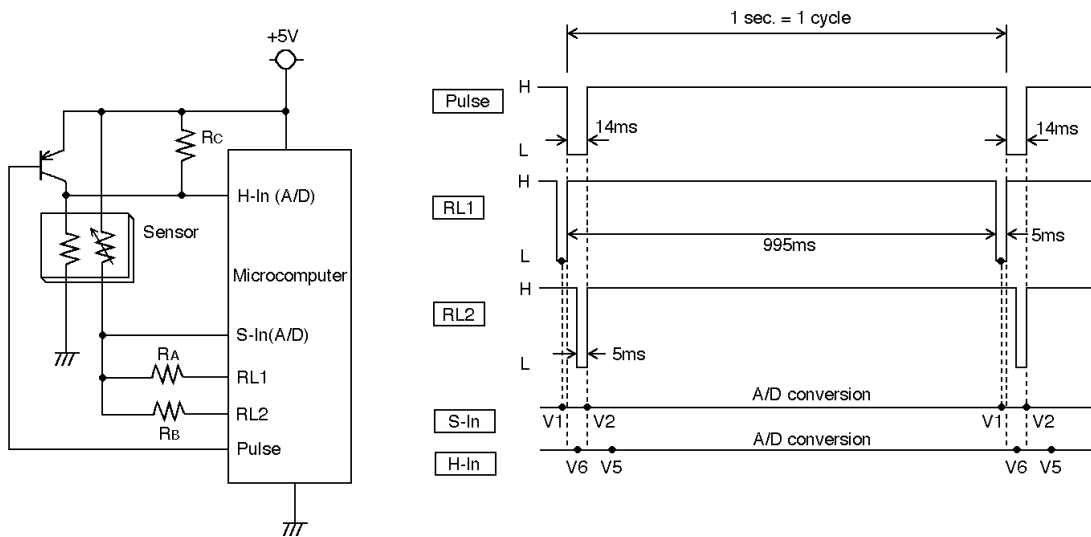 +5V
RC
H-In (A/D)
Sensor
Microcomputer
S-In(A/D)
RA
RL1
RL2
RB
Pulse
1 sec. = 1 cycle
Pulse
H
L
14ms
14ms
RL1
H
L
995ms
5ms
RL2
H
L
5ms
S-In
A/D conversion
V1
V2
V1
V2
H-In
A/D conversion
V6
V5
V6
V5